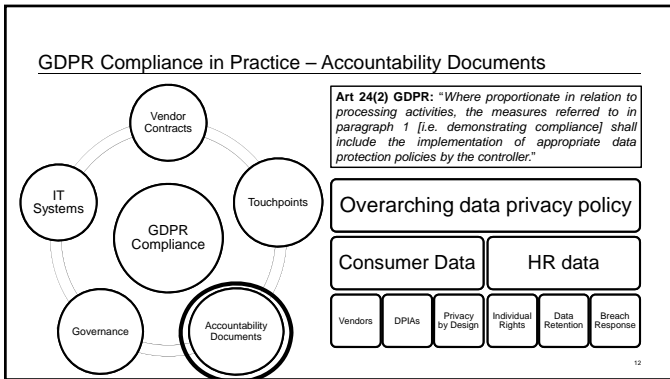 GDPR Compliance in Practice – Accountability Documents
Vendor
Contracts
IT
Systems
Touchpoints
GDPR
Compliance
Governance
Accountability
Documents
Art 24(2) GDPR: “Where proportionate in relation to
processing activities, the measures referred to in
paragraph 1 [i.e. demonstrating compliance] shall
include the implementation of appropriate data
protection policies by the controller.”
Overarching data privacy policy
Consumer Data
HR data
Vendors
DPIAs
Privacy
by Design
Individual
Rights
Data
Retention
Breach
Response
12